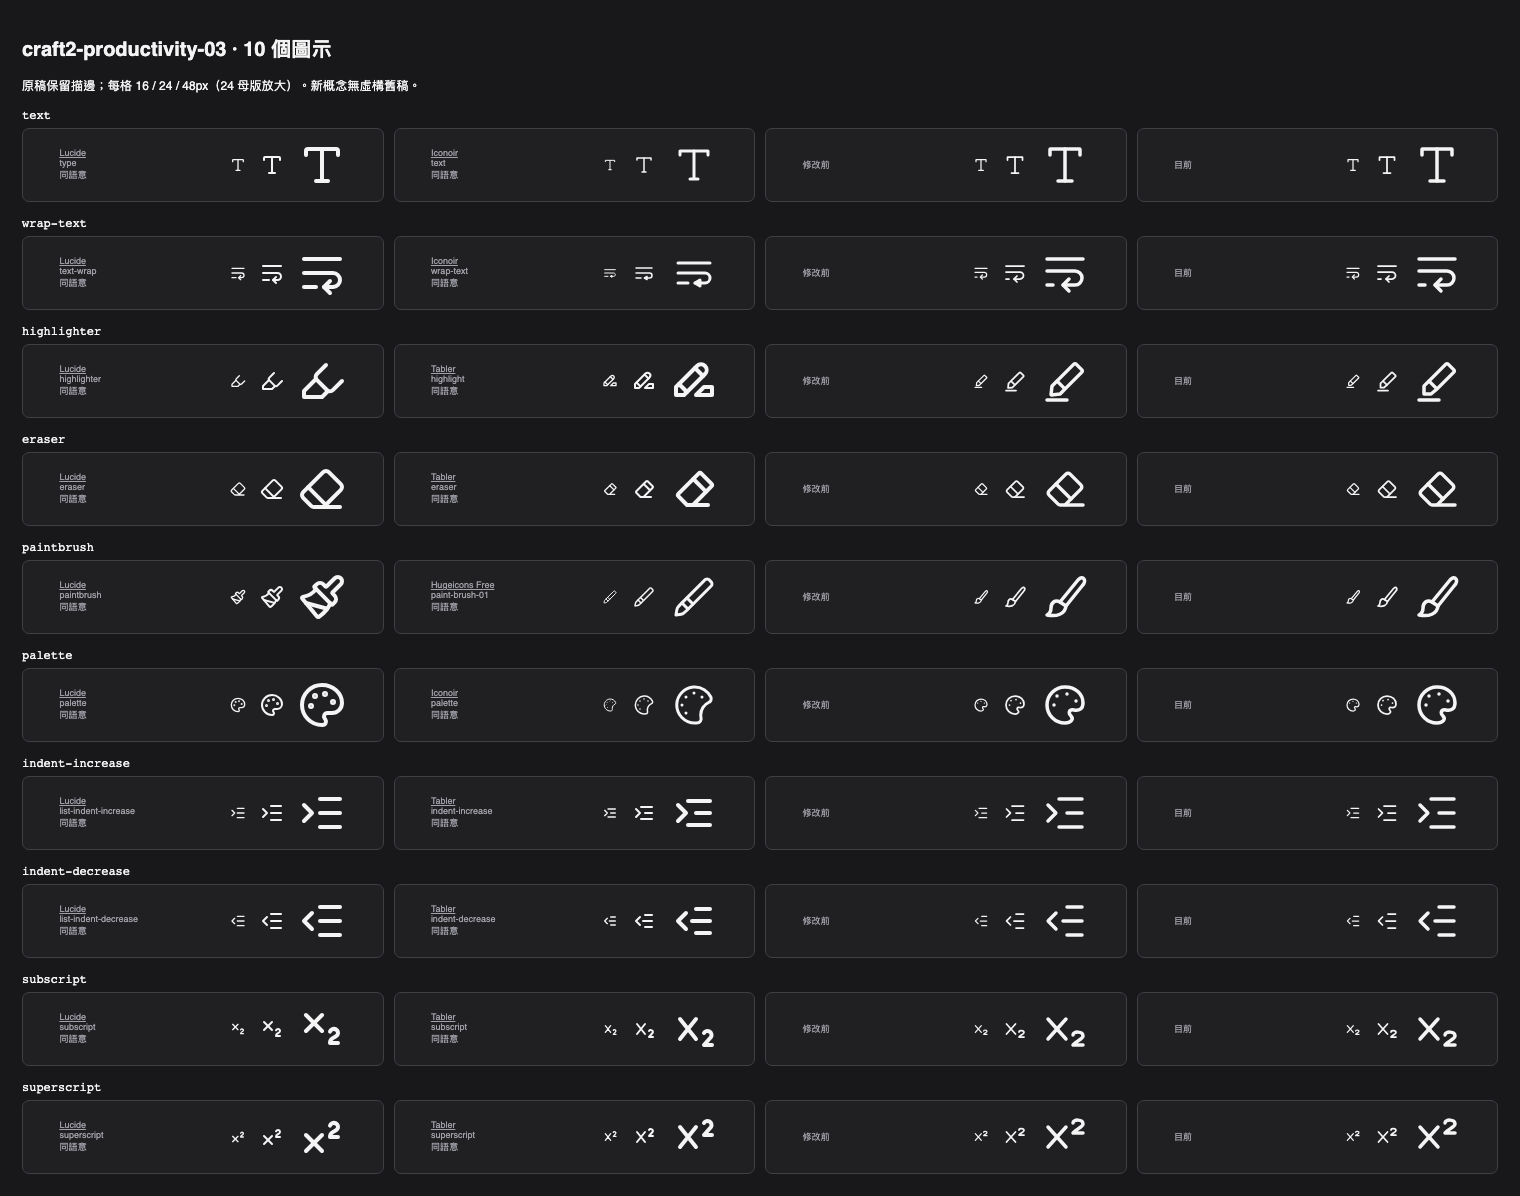 craft2-productivity-03 · 10 個圖示
原稿保留描邊；每格 16 / 24 / 48px（24 母版放大）。新概念無虛構舊稿。
text
Lucide
type
同語意
Iconoir
text
同語意
修改前
目前
wrap-text
Lucide
text-wrap
同語意
Iconoir
wrap-text
同語意
修改前
目前
highlighter
Lucide
highlighter
同語意
Tabler
highlight
同語意
修改前
目前
eraser
Lucide
eraser
同語意
Tabler
eraser
同語意
修改前
目前
paintbrush
Lucide
paintbrush
同語意
Hugeicons Free
paint-brush-01
同語意
修改前
目前
palette
Lucide
palette
同語意
Iconoir
palette
同語意
修改前
目前
indent-increase
Lucide
list-indent-increase
同語意
Tabler
indent-increase
同語意
修改前
目前
indent-decrease
Lucide
list-indent-decrease
同語意
Tabler
indent-decrease
同語意
修改前
目前
subscript
Lucide
subscript
同語意
Tabler
subscript
同語意
修改前
目前
superscript
Lucide
superscript
同語意
Tabler
superscript
同語意
修改前
目前